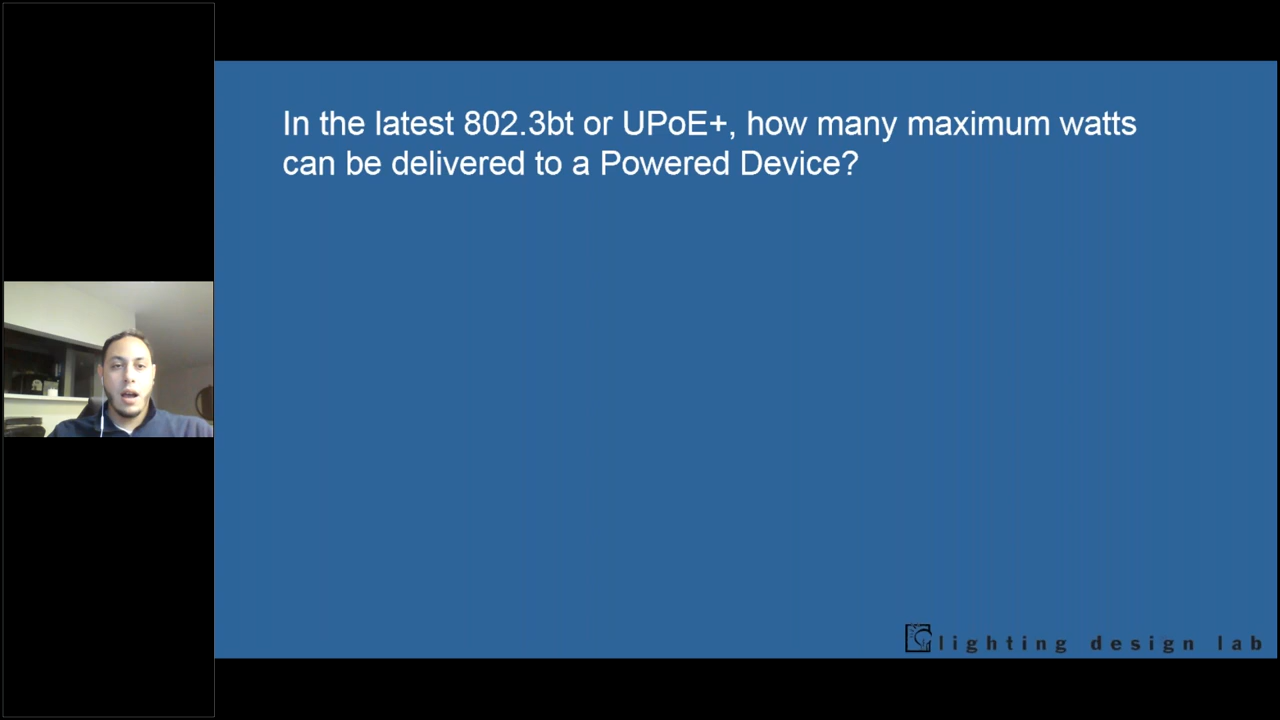 In the latest 802.3bt or UPoE+, how many maximum watts
can be delivered to a Powered Device?
lighting design lab